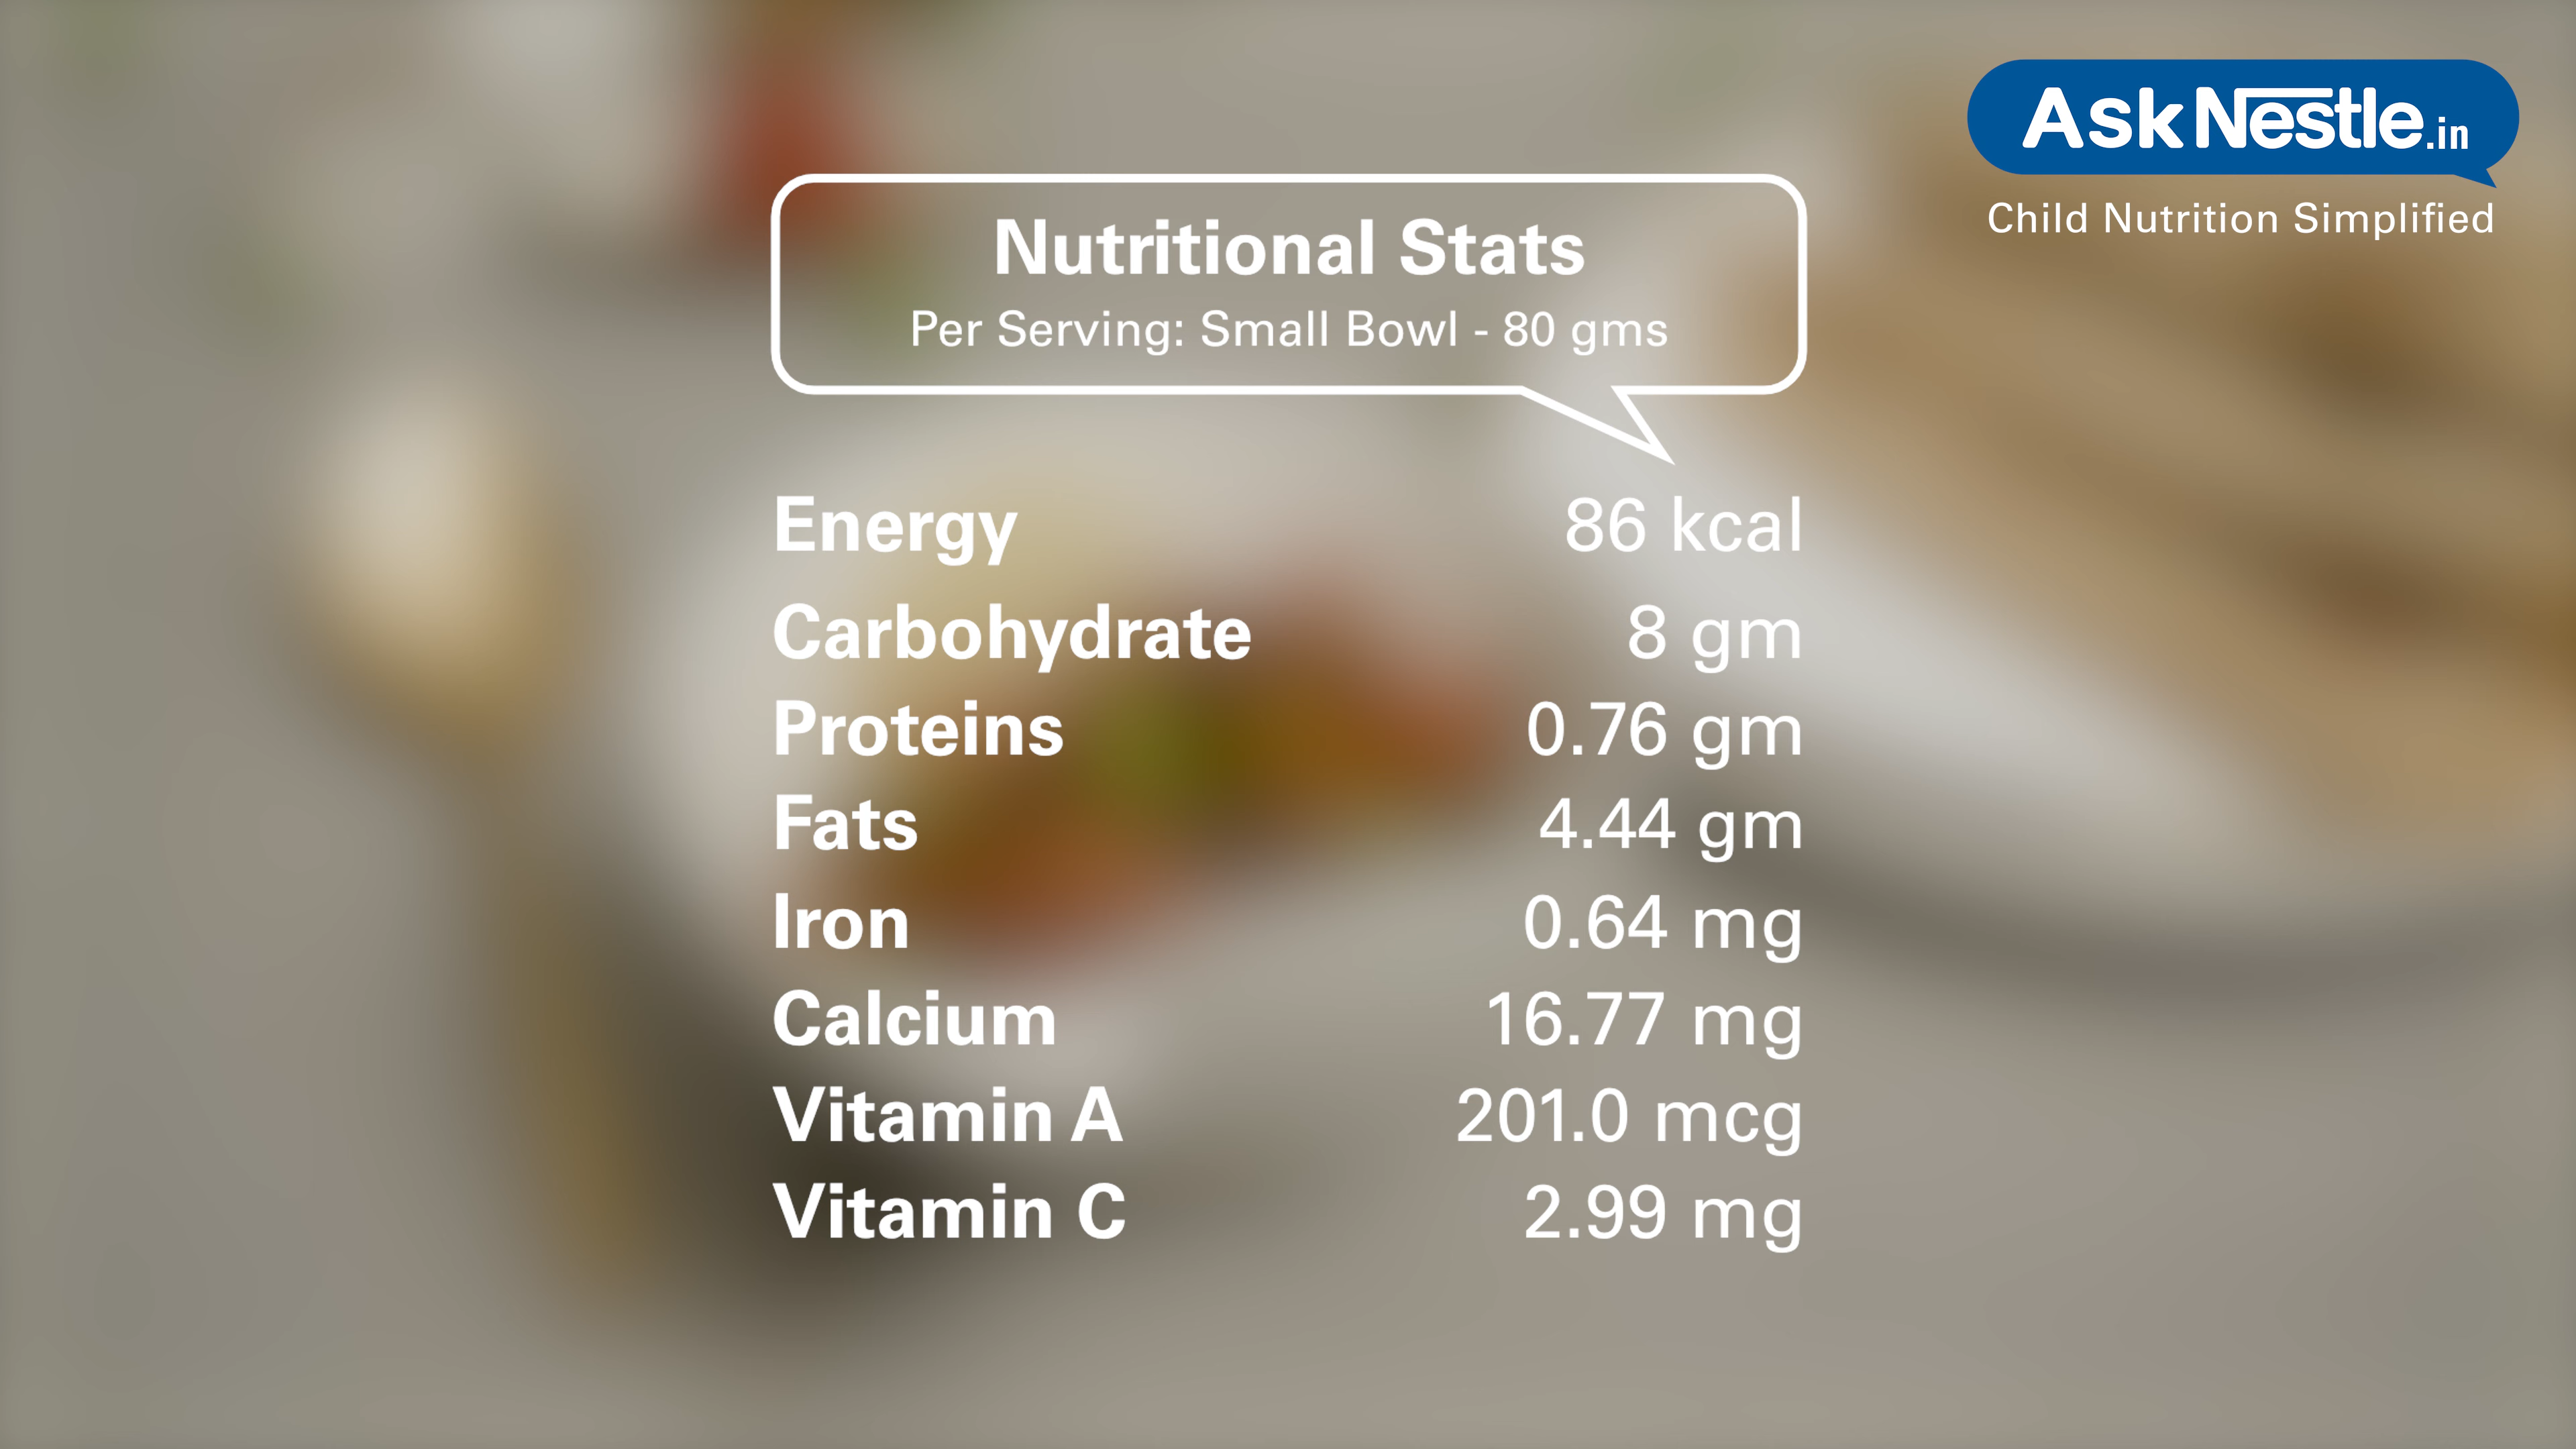 AskNestle.in
Child Nutrition Simplified
Nutritional Stats
Per Serving: Small Bowl - 80 gms
Energy 86 kcal
Carbohydrate 8 gm
Proteins 0.76 gm
Fats 4.44 gm
Iron 0.64 mg
Calcium 16.77 mg
Vitamin A 201.0 mcg
Vitamin C 2.99 mg